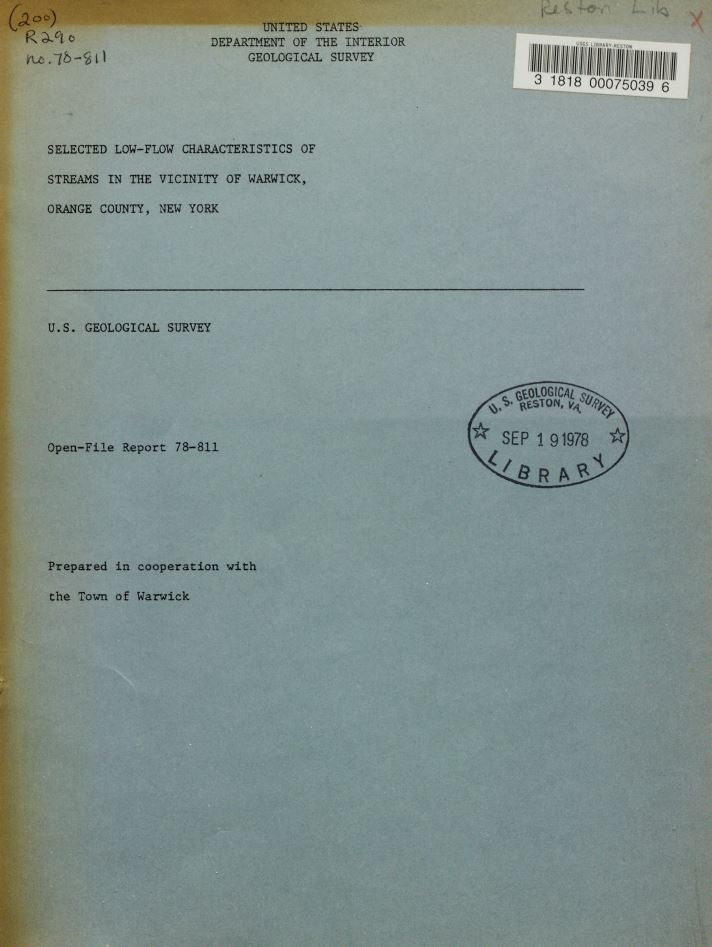 (200)
R290
no. 78-811
Reston Lib X
UNITED STATES
DEPARTMENT OF THE INTERIOR
GEOLOGICAL SURVEY
USGS LIBRARY-RESTON
3 1818 00075039 6
SELECTED LOW-FLOW CHARACTERISTICS OF
STREAMS IN THE VICINITY OF WARWICK,
ORANGE COUNTY, NEW YORK
U.S. GEOLOGICAL SURVEY
U.S. GEOLOGICAL SURVEY
RESTON, VA.
SEP 19 1978
LIBRARY
Open-File Report 78-811
Prepared in cooperation with
the Town of Warwick